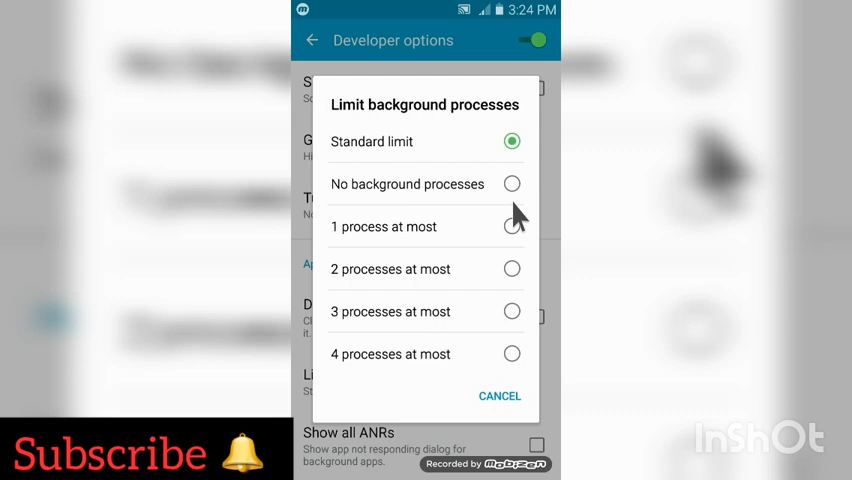 3:24 PM
Developer options
Limit background processes
Standard limit
No background processes
1 process at most
2 processes at most
3 processes at most
4 processes at most
CANCEL
Show all ANRs
Show app not responding dialog for
background apps.
Subscribe
Recorded by MOBIZEN
InShOt